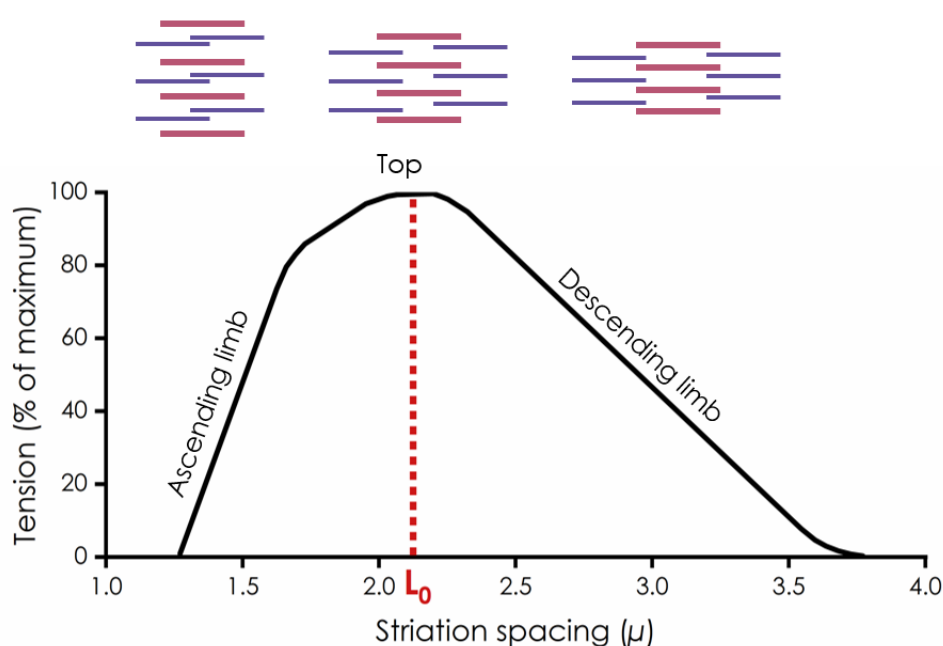 Top
Tension (% of maximum)
100
80
60
40
20
0
Ascending limb
Descending limb
1.0
1.5
2.0
L₀
2.5
3.0
3.5
4.0
Striation spacing (µ)